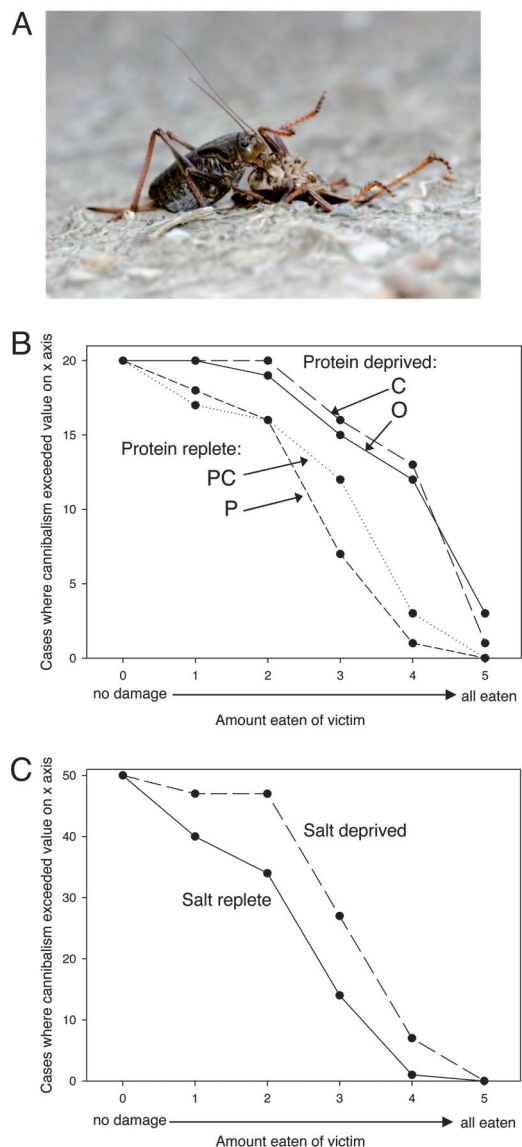 A
B
Cases where cannibalism exceeded value on x axis
20
15
10
5
0
Protein deprived:
C
O
Protein replete:
PC
P
0 1 2 3 4 5
no damage all eaten
Amount eaten of victim
C
Cases where cannibalism exceeded value on x axis
50
40
30
20
10
0
Salt deprived
Salt replete
0 1 2 3 4 5
no damage all eaten
Amount eaten of victim